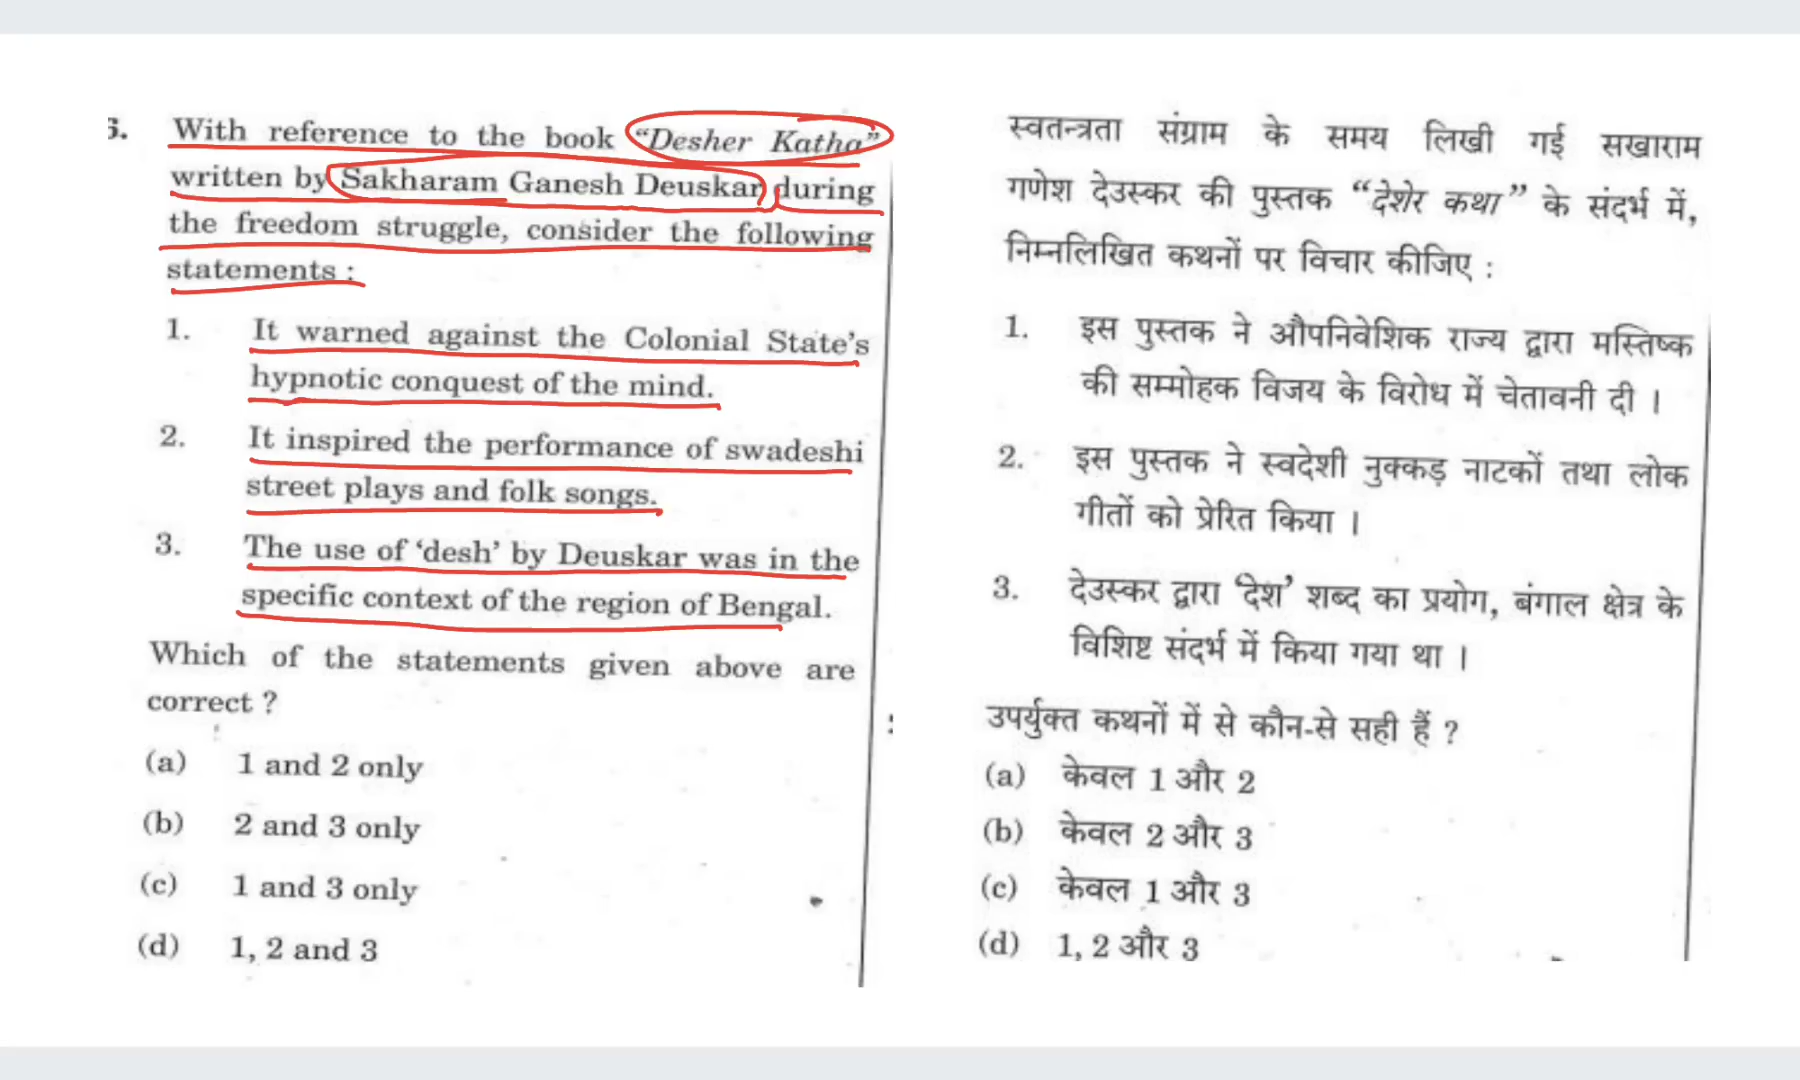 6. With reference to the book "Desher Katha"
written by Sakharam Ganesh Deuskar during
the freedom struggle, consider the following
statements :
1. It warned against the Colonial State's
hypnotic conquest of the mind.
2. It inspired the performance of swadeshi
street plays and folk songs.
3. The use of 'desh' by Deuskar was in the
specific context of the region of Bengal.
Which of the statements given above are
correct ?
(a) 1 and 2 only
(b) 2 and 3 only
(c) 1 and 3 only
(d) 1, 2 and 3
स्वतन्त्रता संग्राम के समय लिखी गई सखाराम
गणेश देउस्कर की पुस्तक “देशेर कथा” के संदर्भ में,
निम्नलिखित कथनों पर विचार कीजिए :
1. इस पुस्तक ने औपनिवेशिक राज्य द्वारा मस्तिष्क
की सम्मोहक विजय के विरोध में चेतावनी दी ।
2. इस पुस्तक ने स्वदेशी नुक्कड़ नाटकों तथा लोक
गीतों को प्रेरित किया ।
3. देउस्कर द्वारा ‘देश’ शब्द का प्रयोग, बंगाल क्षेत्र के
विशिष्ट संदर्भ में किया गया था ।
उपर्युक्त कथनों में से कौन-से सही हैं ?
(a) केवल 1 और 2
(b) केवल 2 और 3
(c) केवल 1 और 3
(d) 1, 2 और 3